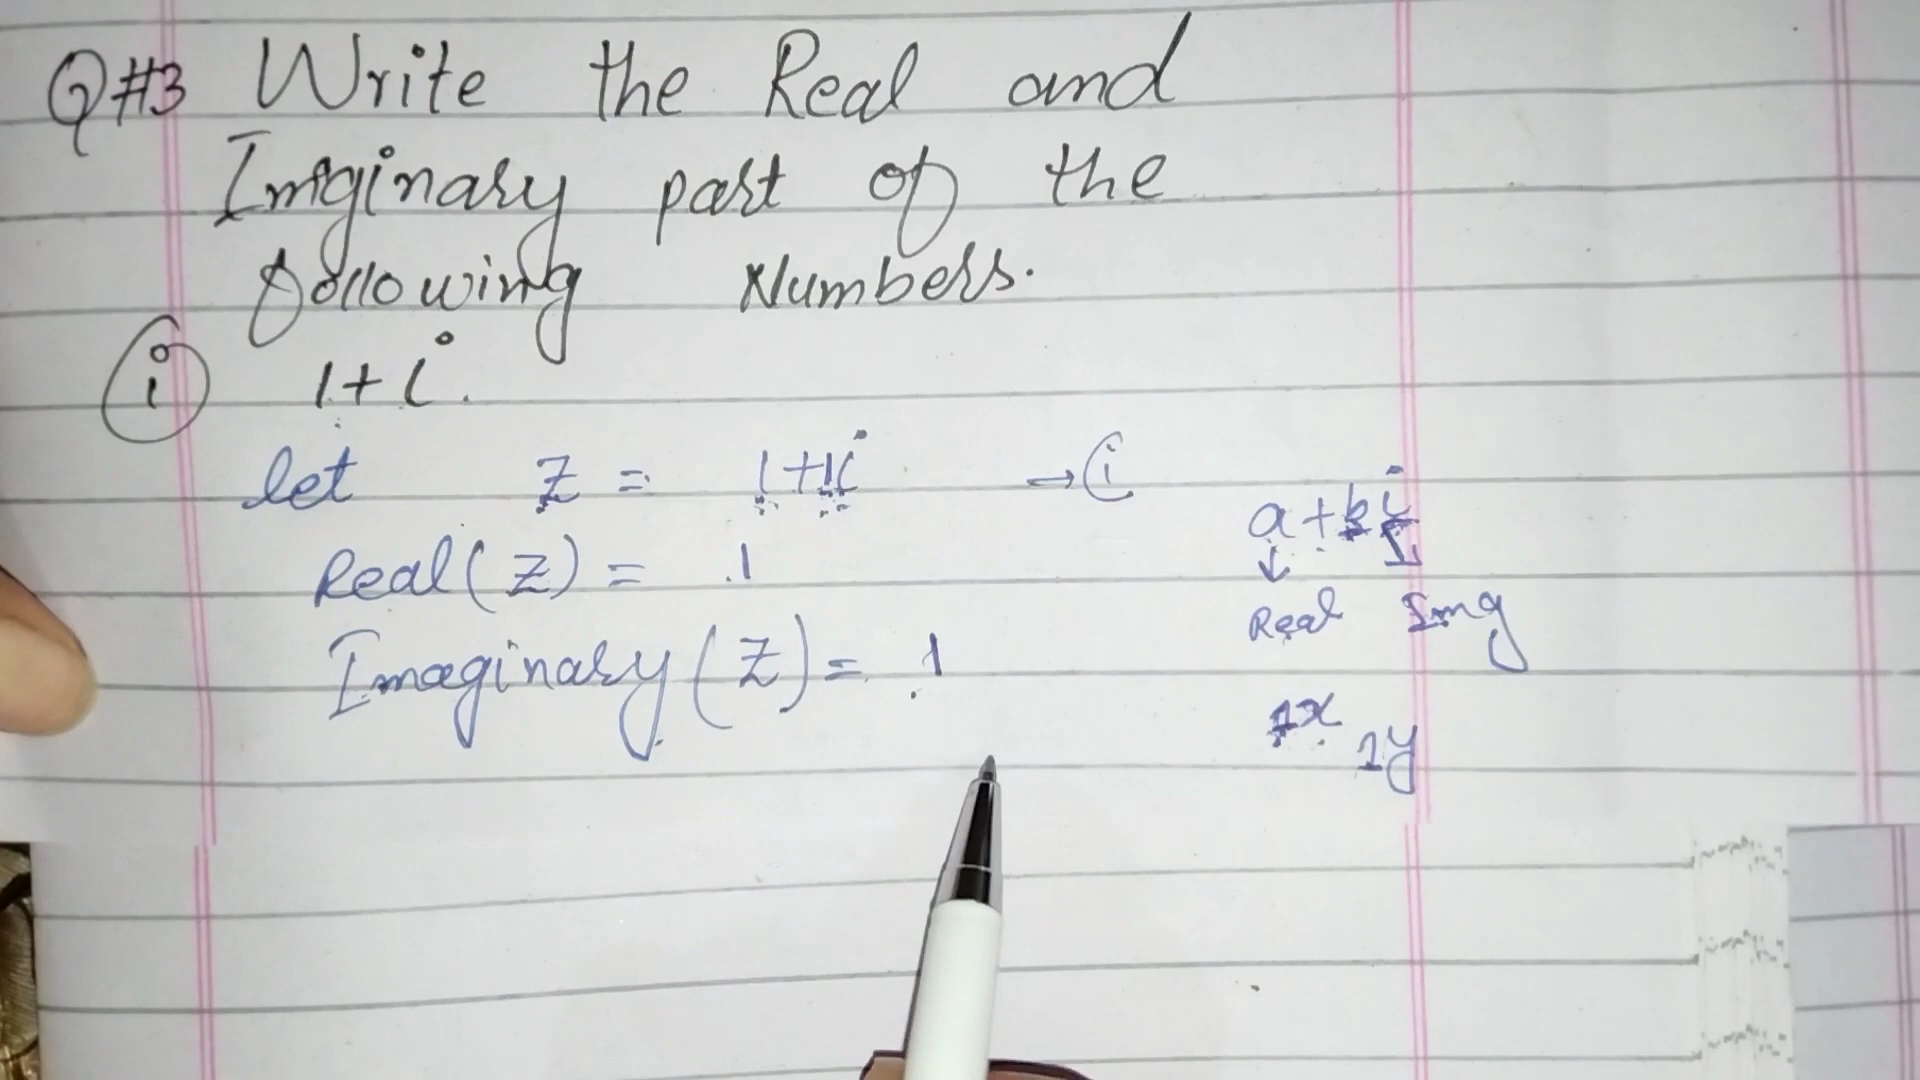 Q#3 Write the Real and
Imginary part of the
following Numbers.
i 1+i.
let Z = 1+1i → i
Real(Z) = 1
Imaginary(Z) = 1
a+bi
↓
Real Img
1x
1y